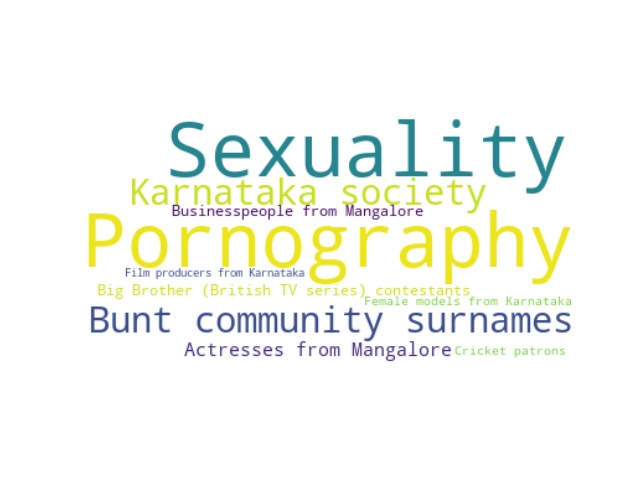 Sexuality
Karnataka society
Businesspeople from Mangalore
Pornography
Film producers from Karnataka
Big Brother (British TV series) contestants
Female models from Karnataka
Bunt community surnames
Actresses from Mangalore
Cricket patrons